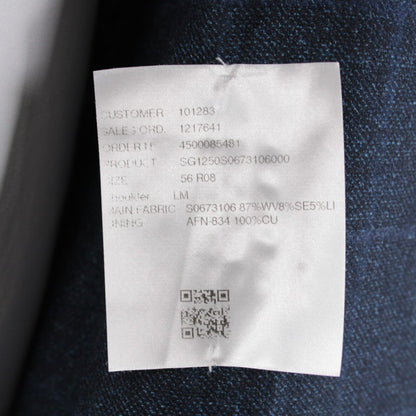 CUSTOMER 101283
SALES ORD. 1217641
ORDER 4500085481
PRODUCT SG1250S0673106000
SIZE 56 R08
Shoulder LM
MAIN FABRIC S0673106 87%WV8%SE5%LI
LINING AFN-834 100%CU